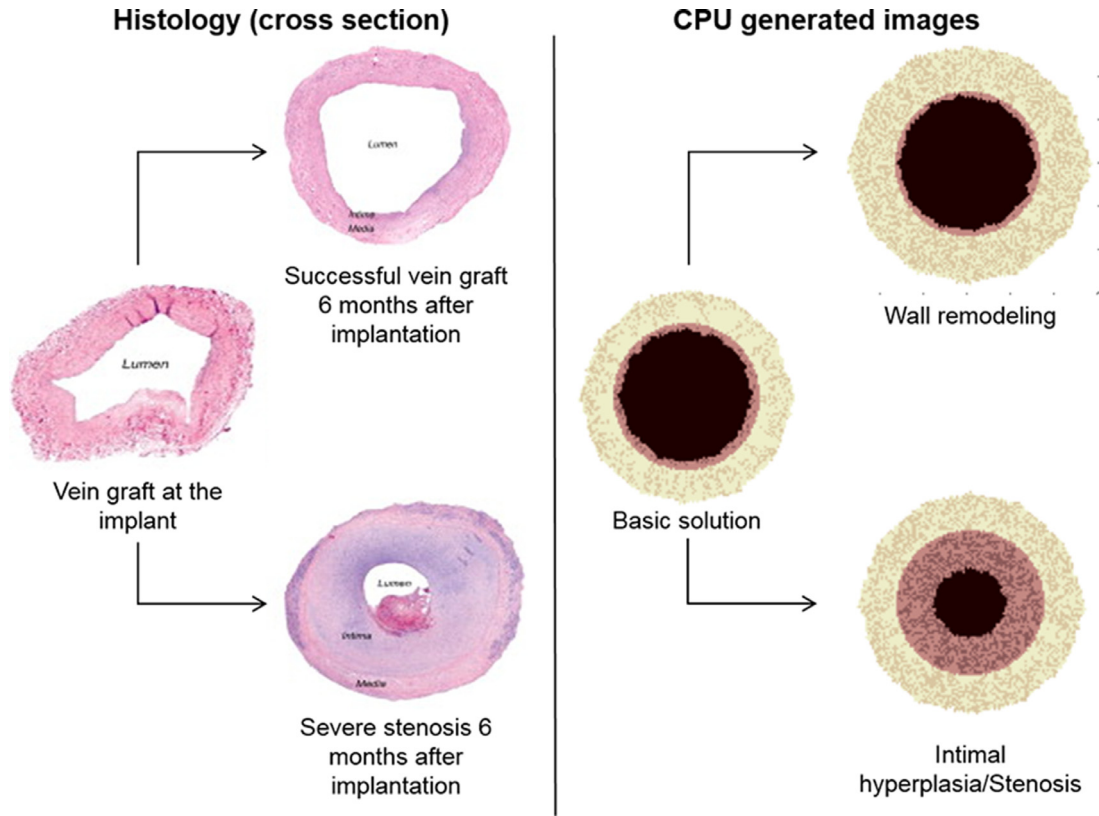 Histology (cross section)
CPU generated images
Lumen
Intima
Media
Successful vein graft
6 months after
implantation
Wall remodeling
Lumen
Vein graft at the
implant
Basic solution
Lumen
Intima
Media
Severe stenosis 6
months after
implantation
Intimal
hyperplasia/Stenosis